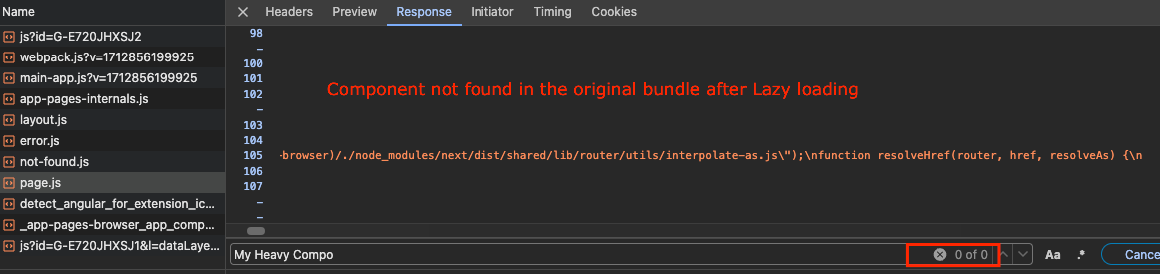 Name
Headers Preview Response Initiator Timing Cookies
js?id=G-E720JHXSJ2
webpack.js?v=1712856199925
main-app.js?v=1712856199925
app-pages-internals.js
layout.js
error.js
not-found.js
page.js
detect_angular_for_extension_ic...
_app-pages-browser_app_comp...
js?id=G-E720JHXSJ1&l=dataLaye...
98
–
100
101
102
Component not found in the original bundle after Lazy loading
–
103
104
105 -browser)/./node_modules/next/dist/shared/lib/router/utils/interpolate-as.js\");\nfunction resolveHref(router, href, resolveAs) {\n
106
107
–
–
My Heavy Compo 0 of 0 Aa .* Cance